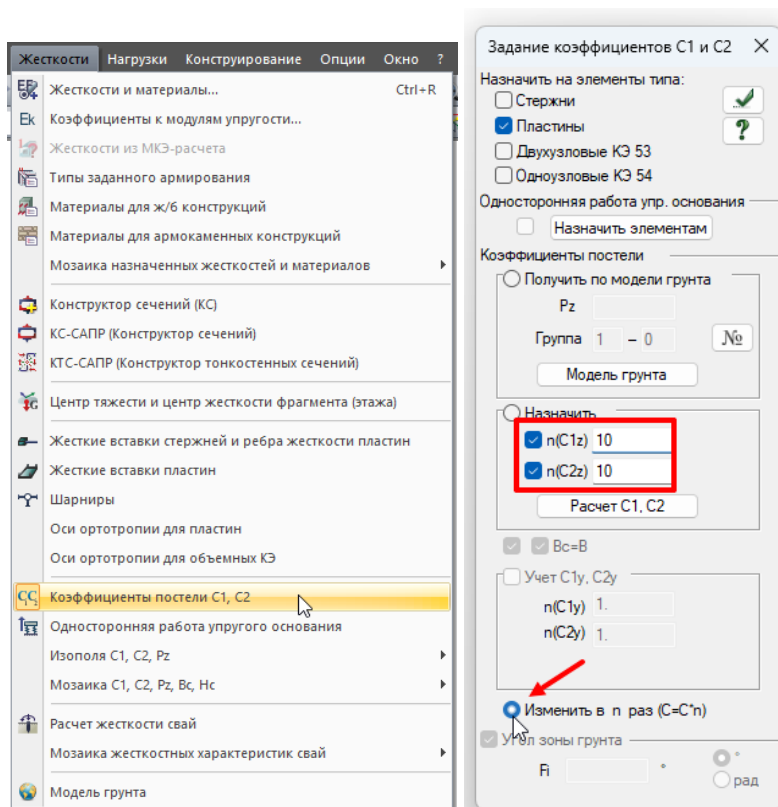 Жесткости Нагрузки Конструирование Опции Окно ?
Жесткости и материалы... Ctrl+R
Ek Коэффициенты к модулям упругости...
Жесткости из МКЭ-расчета
Типы заданного армирования
Материалы для ж/б конструкций
Материалы для армокаменных конструкций
Мозаика назначенных жесткостей и материалов
Конструктор сечений (КС)
КС-САПР (Конструктор сечений)
КТС-САПР (Конструктор тонкостенных сечений)
Центр тяжести и центр жесткости фрагмента (этажа)
Жесткие вставки стержней и ребра жесткости пластин
Жесткие вставки пластин
Шарниры
Оси ортотропии для пластин
Оси ортотропии для объемных КЭ
Коэффициенты постели С1, С2
Односторонняя работа упругого основания
Изополя С1, С2, Pz
Мозаика С1, С2, Pz, Bc, Hc
Расчет жесткости свай
Мозаика жесткостных характеристик свай
Модель грунта
Задание коэффициентов С1 и С2
Назначить на элементы типа:
Стержни
Пластины
?
Двухузловые КЭ 53
Одноузловые КЭ 54
Односторонняя работа упр. основания
Назначить элементам
Коэффициенты постели
Получить по модели грунта
Pz
Группа 1 – 0 №
Модель грунта
Назначить
n(C1z) 10
n(C2z) 10
Расчет С1, С2
Bc=B
Учет С1у, С2у
n(C1y) 1.
n(C2y) 1.
Изменить в n раз (C=C*n)
Угол зоны грунта
Fi ° °
рад